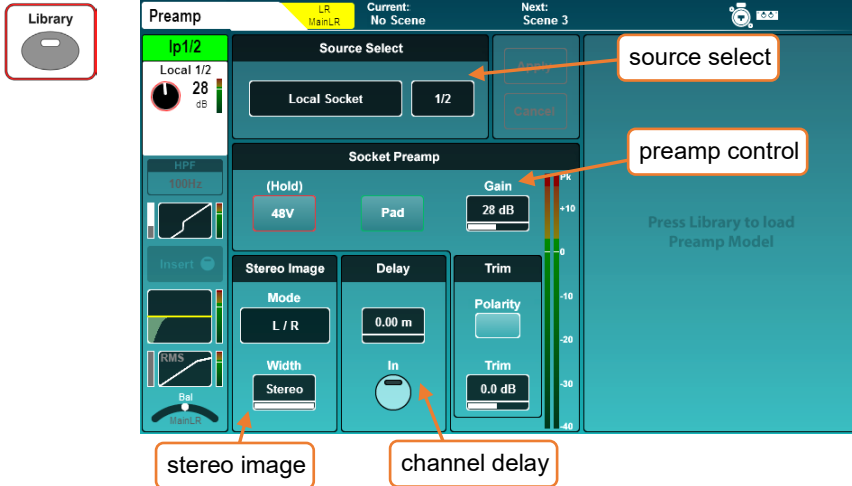 Library
Preamp
LR
MainLR
Current:
No Scene
Next:
Scene 3
Ip1/2
Local 1/2
28
dB
HPF
100Hz
Insert
RMS
Bal
MainLR
Source Select
Local Socket
1/2
Apply
Cancel
Socket Preamp
(Hold)
48V
Pad
Gain
28 dB
Pk
+10
0
-10
-20
-30
-40
Stereo Image
Mode
L / R
Width
Stereo
Delay
0.00 m
In
Trim
Polarity
Trim
0.0 dB
Press Library to load
Preamp Model
source select
preamp control
stereo image
channel delay